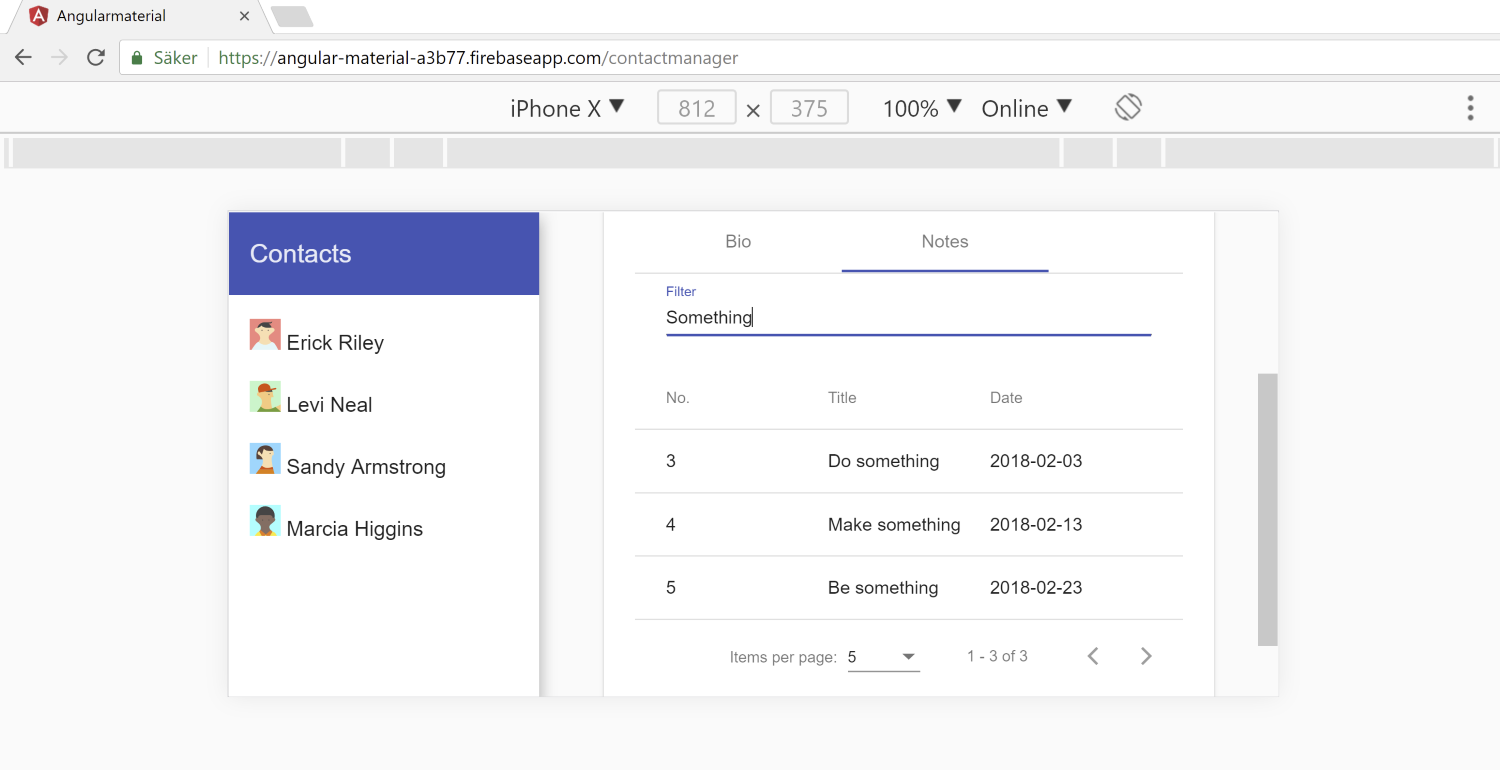 Angularmaterial
Säker https://angular-material-a3b77.firebaseapp.com/contactmanager
iPhone X 812 × 375 100% Online
Contacts
Erick Riley
Levi Neal
Sandy Armstrong
Marcia Higgins
Bio Notes
Filter
Something
No. Title Date
3 Do something 2018-02-03
4 Make something 2018-02-13
5 Be something 2018-02-23
Items per page: 5 1 - 3 of 3